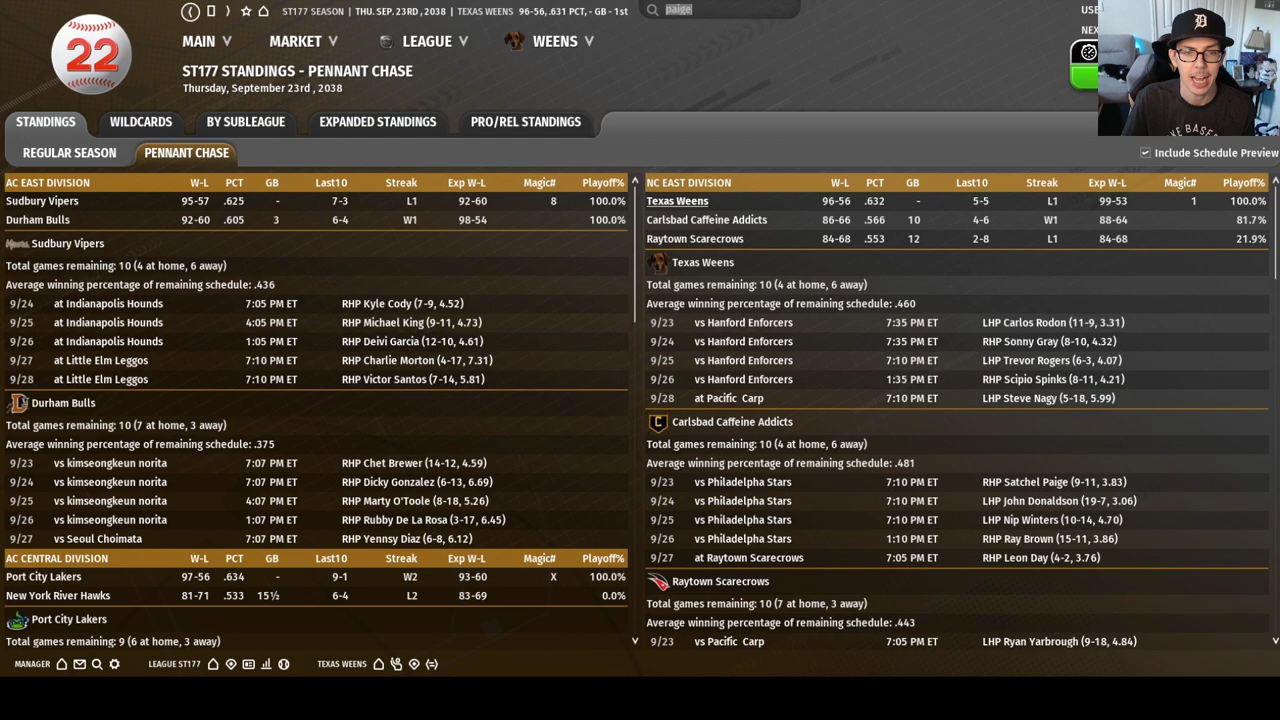 22
ST177 SEASON | THU. SEP. 23RD , 2038 | TEXAS WEENS 96-56, .631 PCT, - GB - 1st
paige
USE
NEX
MAIN MARKET LEAGUE WEENS
ST177 STANDINGS - PENNANT CHASE
Thursday, September 23rd , 2038
STANDINGS WILDCARDS BY SUBLEAGUE EXPANDED STANDINGS PRO/REL STANDINGS
REGULAR SEASON PENNANT CHASE
Include Schedule Preview
AC EAST DIVISION W-L PCT GB Last10 Streak Exp W-L Magic# Playoff%
Sudbury Vipers 95-57 .625 - 7-3 L1 92-60 8 100.0%
Durham Bulls 92-60 .605 3 6-4 W1 98-54 100.0%
Sudbury Vipers
Total games remaining: 10 (4 at home, 6 away)
Average winning percentage of remaining schedule: .436
9/24 at Indianapolis Hounds 7:05 PM ET RHP Kyle Cody (7-9, 4.52)
9/25 at Indianapolis Hounds 4:05 PM ET RHP Michael King (9-11, 4.73)
9/26 at Indianapolis Hounds 1:05 PM ET RHP Deivi Garcia (12-10, 4.61)
9/27 at Little Elm Leggos 7:10 PM ET RHP Charlie Morton (4-17, 7.31)
9/28 at Little Elm Leggos 7:10 PM ET RHP Victor Santos (7-14, 5.81)
Durham Bulls
Total games remaining: 10 (7 at home, 3 away)
Average winning percentage of remaining schedule: .375
9/23 vs kimseongkeun norita 7:07 PM ET RHP Chet Brewer (14-12, 4.59)
9/24 vs kimseongkeun norita 7:07 PM ET RHP Dicky Gonzalez (6-13, 6.69)
9/25 vs kimseongkeun norita 4:07 PM ET RHP Marty O'Toole (8-18, 5.26)
9/26 vs kimseongkeun norita 1:07 PM ET RHP Rubby De La Rosa (3-17, 6.45)
9/27 vs Seoul Choimata 7:07 PM ET RHP Yennsy Diaz (6-8, 6.12)
AC CENTRAL DIVISION W-L PCT GB Last10 Streak Exp W-L Magic# Playoff%
Port City Lakers 97-56 .634 - 9-1 W2 93-60 X 100.0%
New York River Hawks 81-71 .533 15½ 6-4 L2 83-69 0.0%
Port City Lakers
Total games remaining: 9 (6 at home, 3 away)
NC EAST DIVISION W-L PCT GB Last10 Streak Exp W-L Magic# Playoff%
Texas Weens 96-56 .632 - 5-5 L1 99-53 1 100.0%
Carlsbad Caffeine Addicts 86-66 .566 10 4-6 W1 88-64 81.7%
Raytown Scarecrows 84-68 .553 12 2-8 L1 84-68 21.9%
Texas Weens
Total games remaining: 10 (4 at home, 6 away)
Average winning percentage of remaining schedule: .460
9/23 vs Hanford Enforcers 7:35 PM ET LHP Carlos Rodon (11-9, 3.31)
9/24 vs Hanford Enforcers 7:35 PM ET RHP Sonny Gray (8-10, 4.32)
9/25 vs Hanford Enforcers 7:10 PM ET LHP Trevor Rogers (6-3, 4.07)
9/26 vs Hanford Enforcers 1:35 PM ET RHP Scipio Spinks (8-11, 4.21)
9/28 at Pacific Carp 7:10 PM ET LHP Steve Nagy (5-18, 5.99)
Carlsbad Caffeine Addicts
Total games remaining: 10 (4 at home, 6 away)
Average winning percentage of remaining schedule: .481
9/23 vs Philadelpha Stars 7:10 PM ET RHP Satchel Paige (9-11, 3.83)
9/24 vs Philadelpha Stars 7:10 PM ET LHP John Donaldson (19-7, 3.06)
9/25 vs Philadelpha Stars 7:10 PM ET LHP Nip Winters (10-14, 4.70)
9/26 vs Philadelpha Stars 1:10 PM ET RHP Ray Brown (15-11, 3.86)
9/27 at Raytown Scarecrows 7:05 PM ET RHP Leon Day (4-2, 3.76)
Raytown Scarecrows
Total games remaining: 10 (7 at home, 3 away)
Average winning percentage of remaining schedule: .443
9/23 vs Pacific Carp 7:05 PM ET LHP Ryan Yarbrough (9-18, 4.84)
MANAGER LEAGUE ST177 TEXAS WEENS